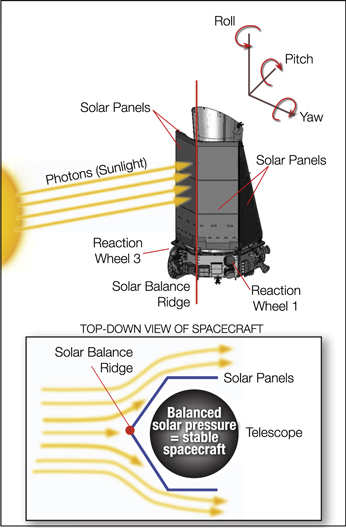 Roll
Pitch
Yaw
Solar Panels
Photons (Sunlight)
Solar Panels
Reaction
Wheel 3
Solar Balance
Ridge
Reaction
Wheel 1
TOP-DOWN VIEW OF SPACECRAFT
Solar Balance
Ridge
Solar Panels
Balanced
solar pressure
= stable
spacecraft
Telescope